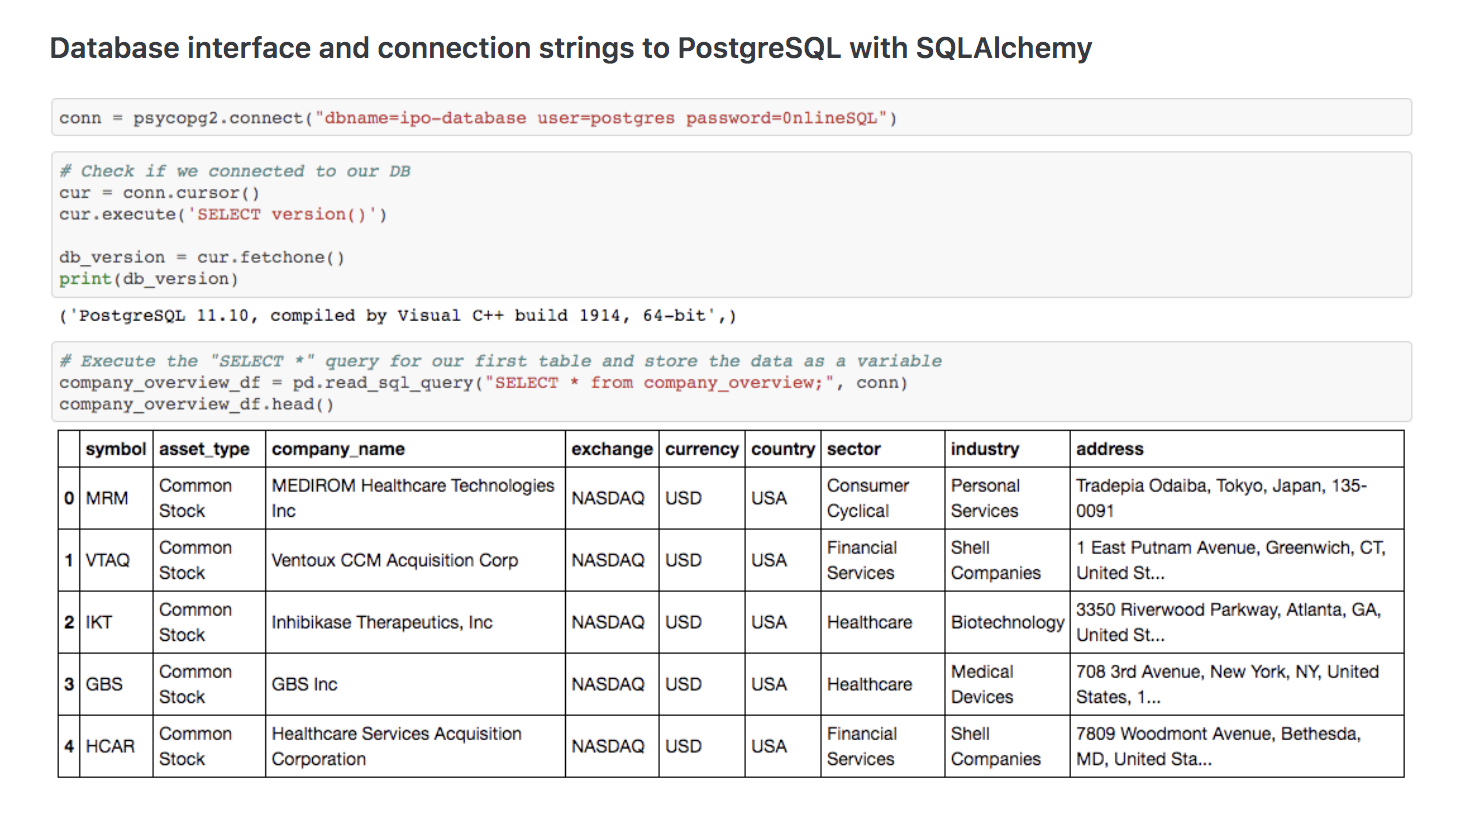 Database interface and connection strings to PostgreSQL with SQLAlchemy
conn = psycopg2.connect("dbname=ipo-database user=postgres password=0nlineSQL")
# Check if we connected to our DB
cur = conn.cursor()
cur.execute('SELECT version()')
db_version = cur.fetchone()
print(db_version)
('PostgreSQL 11.10, compiled by Visual C++ build 1914, 64-bit',)
# Execute the "SELECT *" query for our first table and store the data as a variable
company_overview_df = pd.read_sql_query("SELECT * from company_overview;", conn)
company_overview_df.head()
symbol asset_type company_name exchange currency country sector industry address
0 MRM Common Stock MEDIROM Healthcare Technologies Inc NASDAQ USD USA Consumer Cyclical Personal Services Tradepia Odaiba, Tokyo, Japan, 135-0091
1 VTAQ Common Stock Ventoux CCM Acquisition Corp NASDAQ USD USA Financial Services Shell Companies 1 East Putnam Avenue, Greenwich, CT, United St...
2 IKT Common Stock Inhibikase Therapeutics, Inc NASDAQ USD USA Healthcare Biotechnology 3350 Riverwood Parkway, Atlanta, GA, United St...
3 GBS Common Stock GBS Inc NASDAQ USD USA Healthcare Medical Devices 708 3rd Avenue, New York, NY, United States, 1...
4 HCAR Common Stock Healthcare Services Acquisition Corporation NASDAQ USD USA Financial Services Shell Companies 7809 Woodmont Avenue, Bethesda, MD, United Sta...